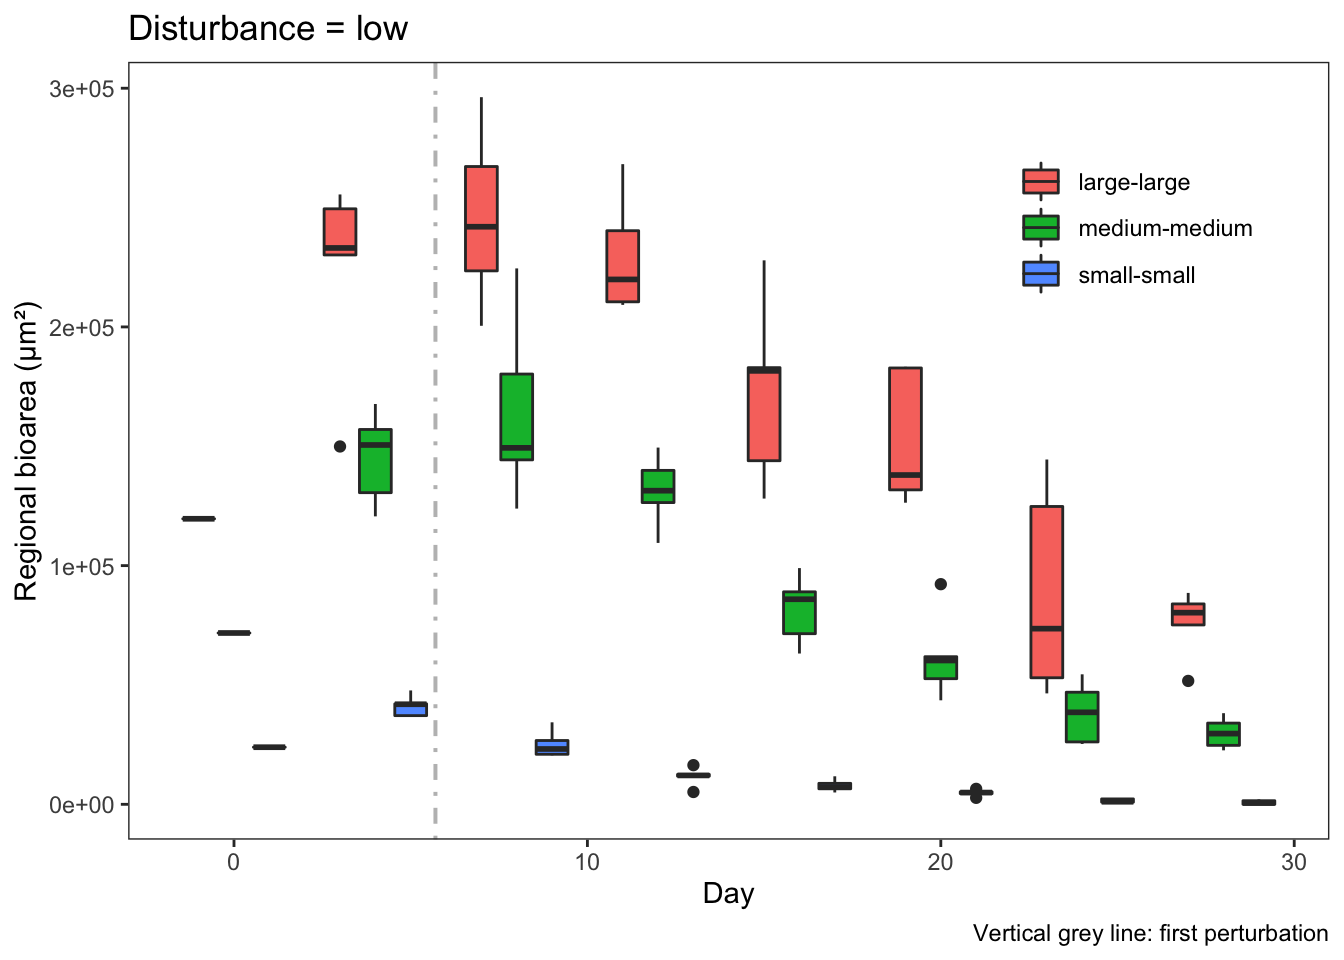 Disturbance = low
Regional bioarea (µm²)
3e+05
2e+05
1e+05
0e+00
large-large
medium-medium
small-small
0
10
20
30
Day
Vertical grey line: first perturbation